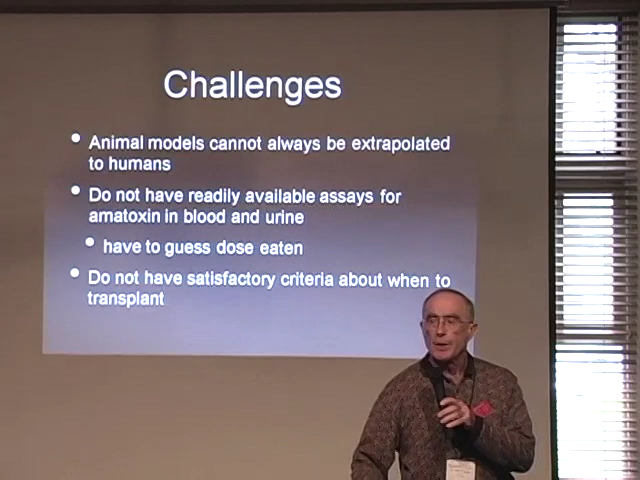 Challenges
• Animal models cannot always be extrapolated
to humans
• Do not have readily available assays for
amatoxin in blood and urine
• have to guess dose eaten
• Do not have satisfactory criteria about when to
transplant